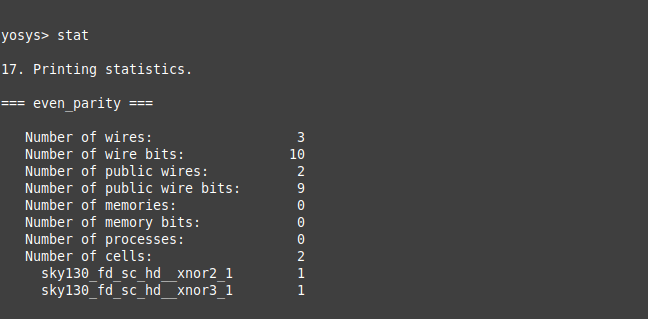 yosys> stat
17. Printing statistics.
=== even_parity ===
Number of wires: 3
Number of wire bits: 10
Number of public wires: 2
Number of public wire bits: 9
Number of memories: 0
Number of memory bits: 0
Number of processes: 0
Number of cells: 2
sky130_fd_sc_hd__xnor2_1 1
sky130_fd_sc_hd__xnor3_1 1